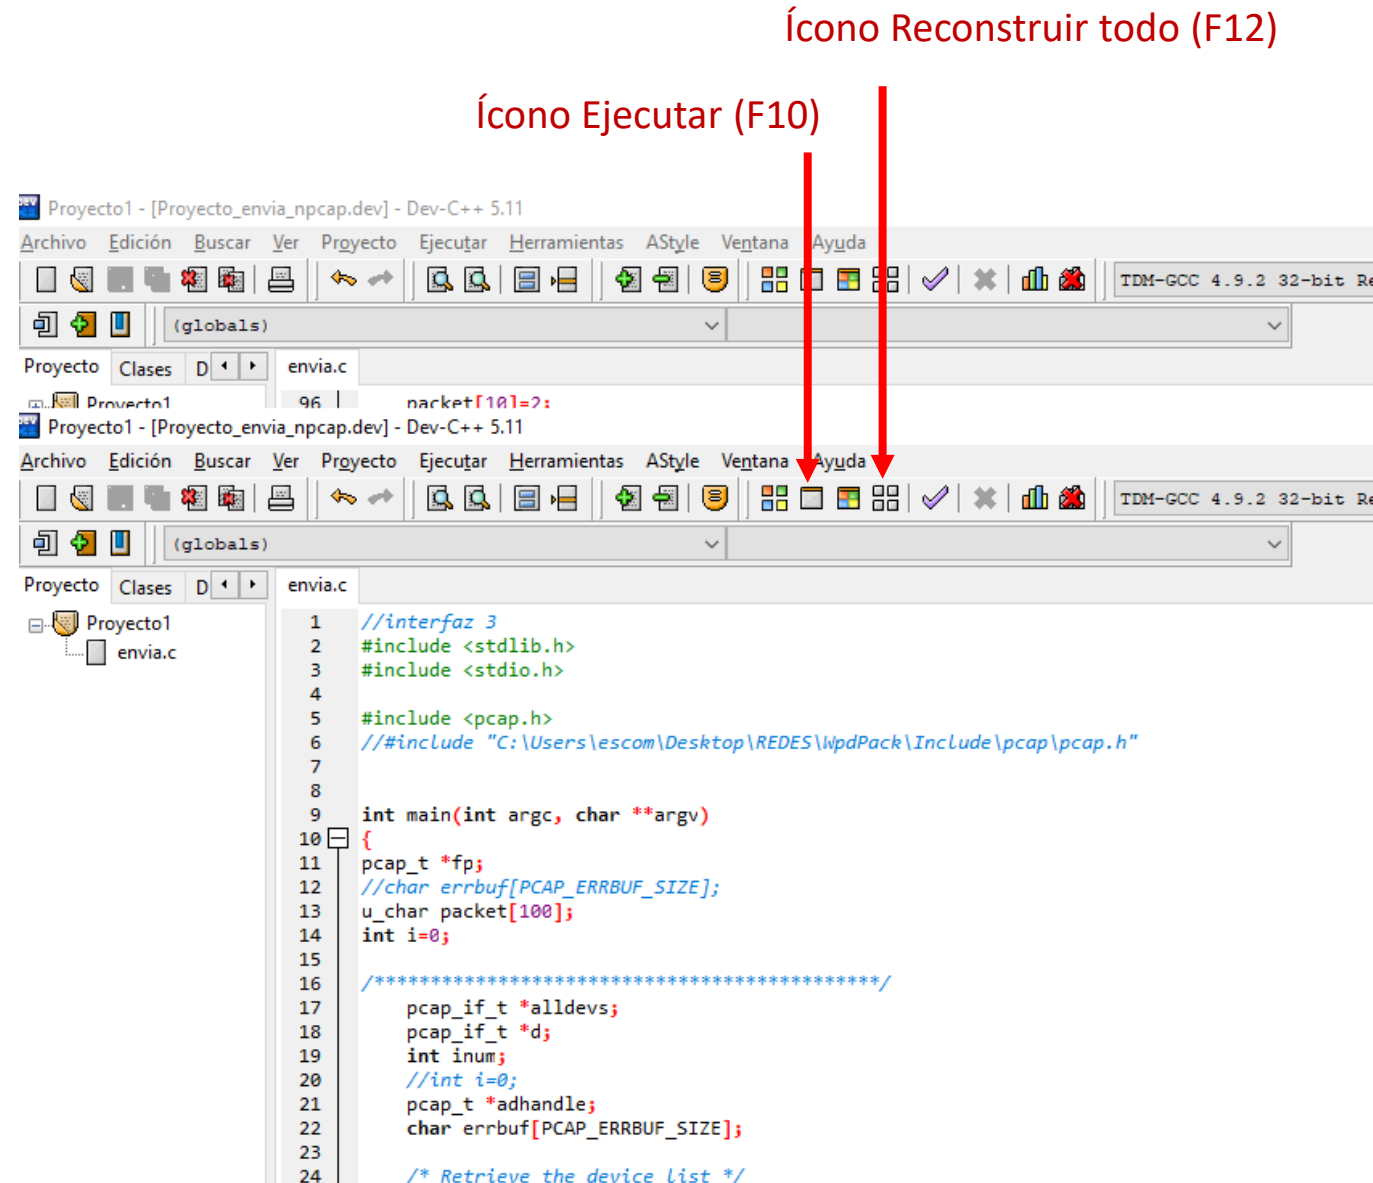 Ícono Reconstruir todo (F12)
Ícono Ejecutar (F10)
Proyecto1 - [Proyecto_envia_npcap.dev] - Dev-C++ 5.11
Archivo Edición Buscar Ver Proyecto Ejecutar Herramientas AStyle Ventana Ayuda
TDM-GCC 4.9.2 32-bit Re
(globals)
Proyecto Clases D envia.c
Proyecto1 96 packet[10]=2;
Proyecto1 - [Proyecto_envia_npcap.dev] - Dev-C++ 5.11
Archivo Edición Buscar Ver Proyecto Ejecutar Herramientas AStyle Ventana Ayuda
TDM-GCC 4.9.2 32-bit Re
(globals)
Proyecto Clases D envia.c
Proyecto1
envia.c
1 //interfaz 3
2 #include <stdlib.h>
3 #include <stdio.h>
4
5 #include <pcap.h>
6 //#include "C:\Users\escom\Desktop\REDES\WpdPack\Include\pcap\pcap.h"
7
8
9 int main(int argc, char **argv)
10 {
11 pcap_t *fp;
12 //char errbuf[PCAP_ERRBUF_SIZE];
13 u_char packet[100];
14 int i=0;
15
16 /*********************************************/
17 pcap_if_t *alldevs;
18 pcap_if_t *d;
19 int inum;
20 //int i=0;
21 pcap_t *adhandle;
22 char errbuf[PCAP_ERRBUF_SIZE];
23
24 /* Retrieve the device list */